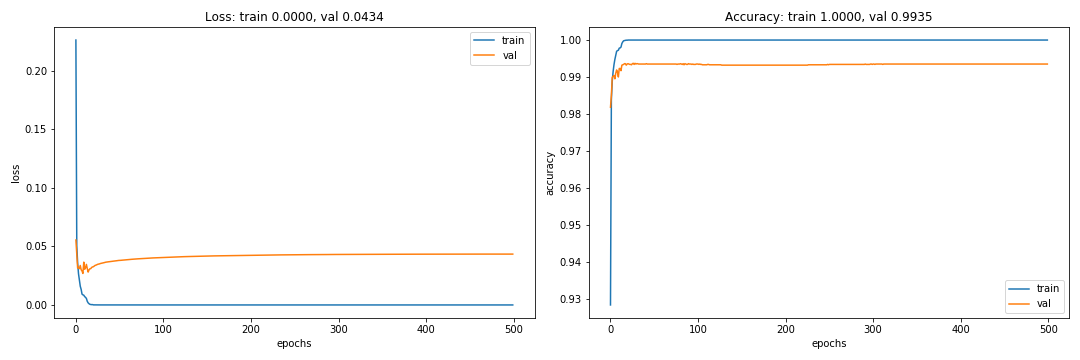 Loss: train 0.0000, val 0.0434
train
val
0.20
0.15
0.10
0.05
0.00
loss
0
100
200
300
400
500
epochs
Accuracy: train 1.0000, val 0.9935
1.00
0.99
0.98
0.97
0.96
0.95
0.94
0.93
accuracy
train
val
0
100
200
300
400
500
epochs